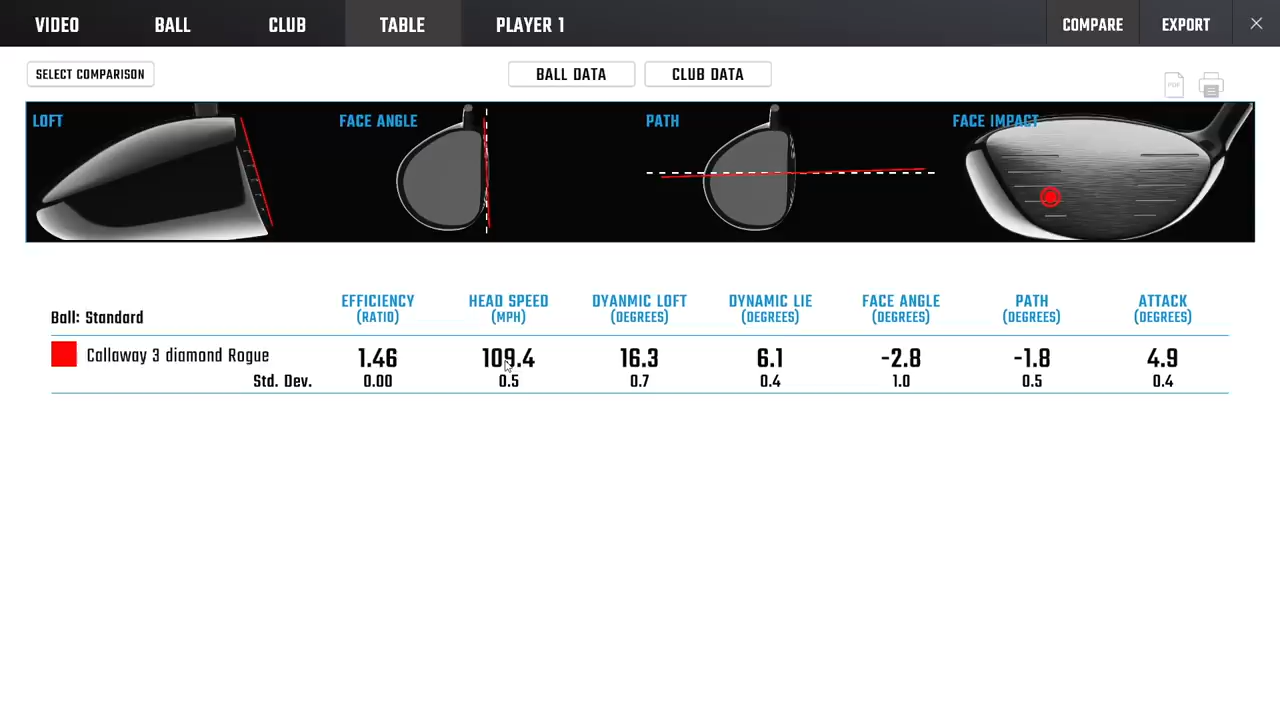 VIDEO BALL CLUB TABLE PLAYER 1 COMPARE EXPORT
SELECT COMPARISON BALL DATA CLUB DATA
PDF
LOFT FACE ANGLE PATH FACE IMPACT
EFFICIENCY HEAD SPEED DYANMIC LOFT DYNAMIC LIE FACE ANGLE PATH ATTACK
Ball: Standard (RATIO) (MPH) (DEGREES) (DEGREES) (DEGREES) (DEGREES) (DEGREES)
Callaway 3 diamond Rogue 1.46 109.4 16.3 6.1 -2.8 -1.8 4.9
Std. Dev. 0.00 0.5 0.7 0.4 1.0 0.5 0.4